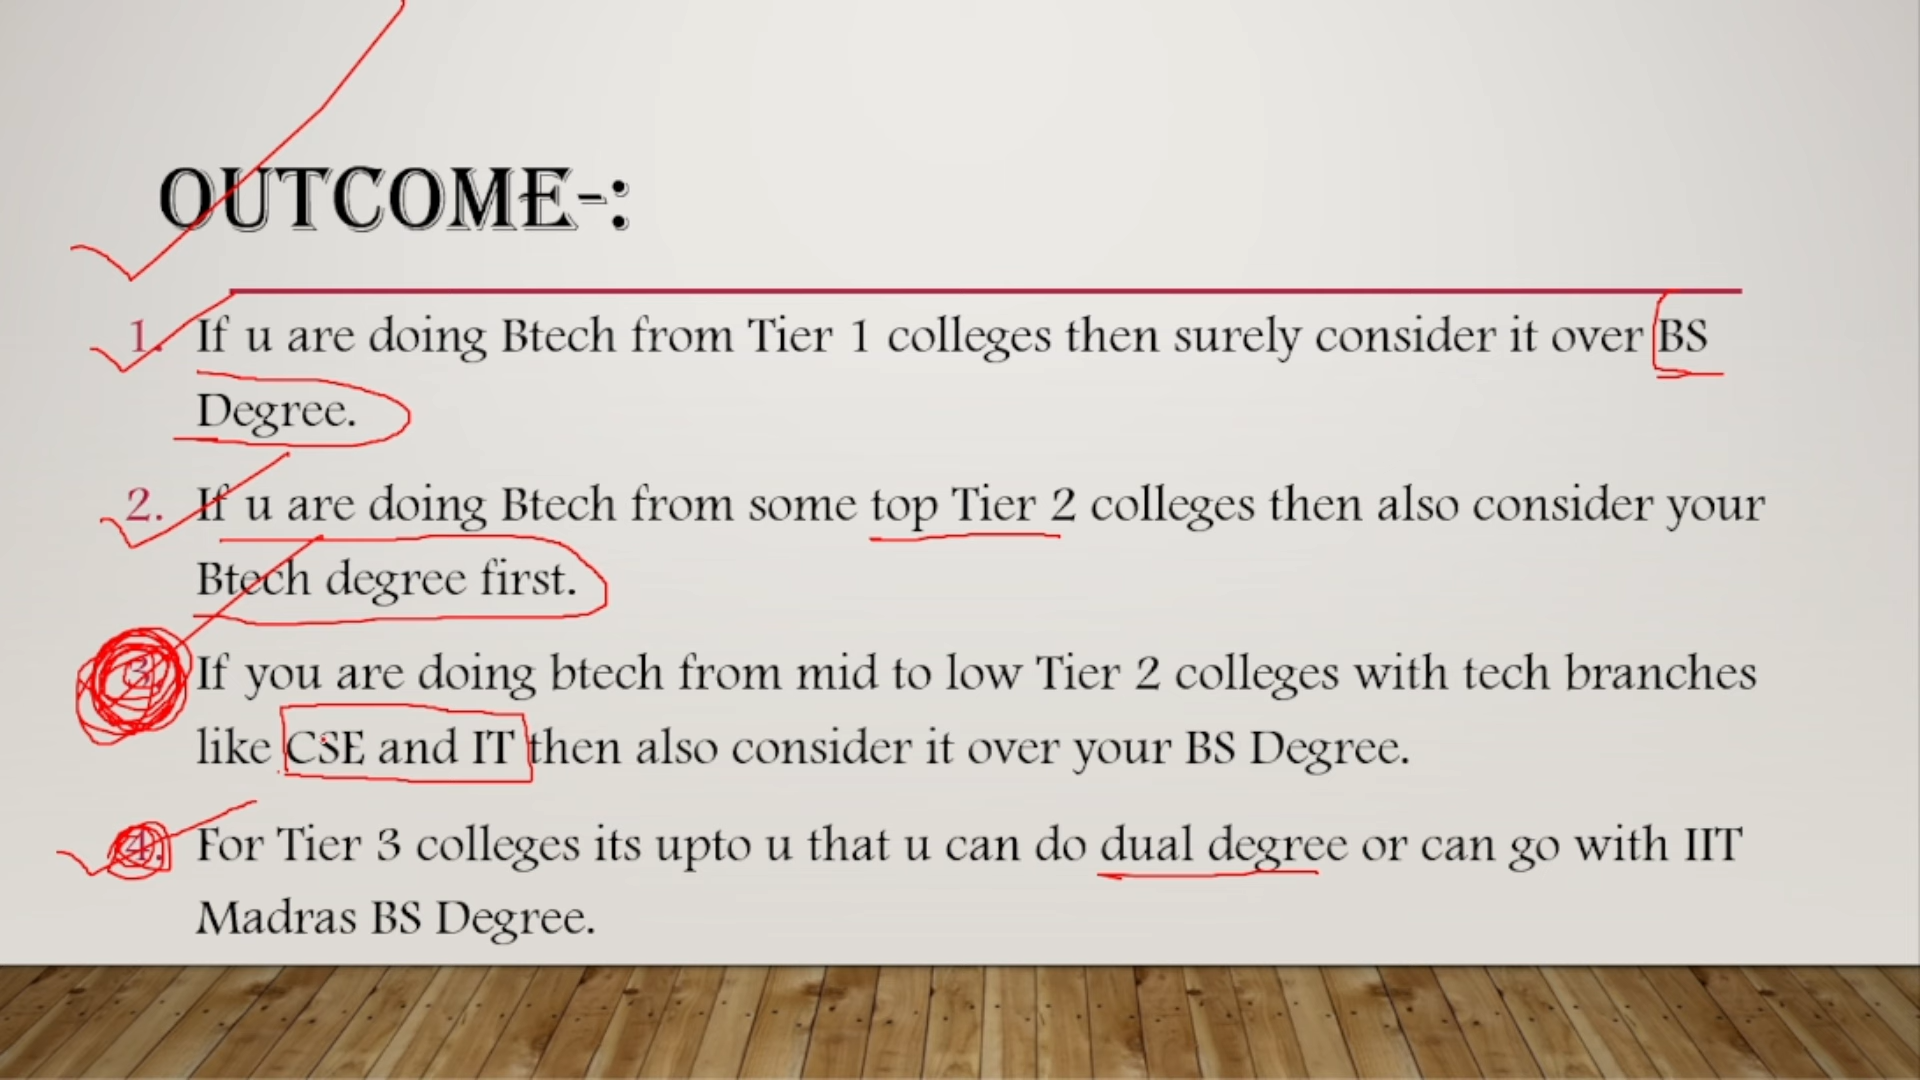 OUTCOME-:
1. If u are doing Btech from Tier 1 colleges then surely consider it over BS
Degree.
2. If u are doing Btech from some top Tier 2 colleges then also consider your
Btech degree first.
3. If you are doing btech from mid to low Tier 2 colleges with tech branches
like CSE and IT then also consider it over your BS Degree.
4. For Tier 3 colleges its upto u that u can do dual degree or can go with IIT
Madras BS Degree.